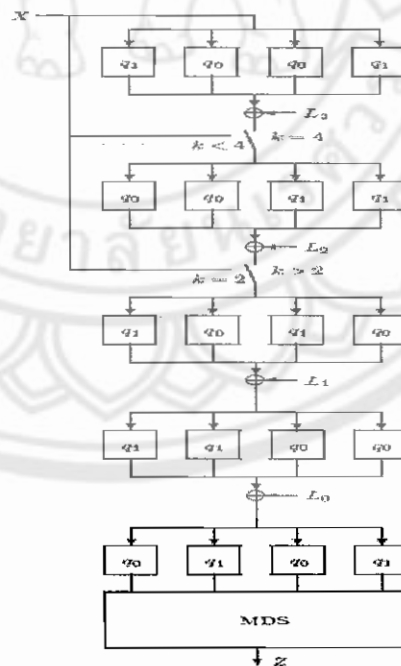 X
q1 q0 q0 q1
L3
k < 4 k = 4
q0 q0 q1 q1
L2
k = 2 k > 2
q1 q0 q1 q0
L1
q1 q1 q0 q0
L0
q0 q1 q0 q1
MDS
Z